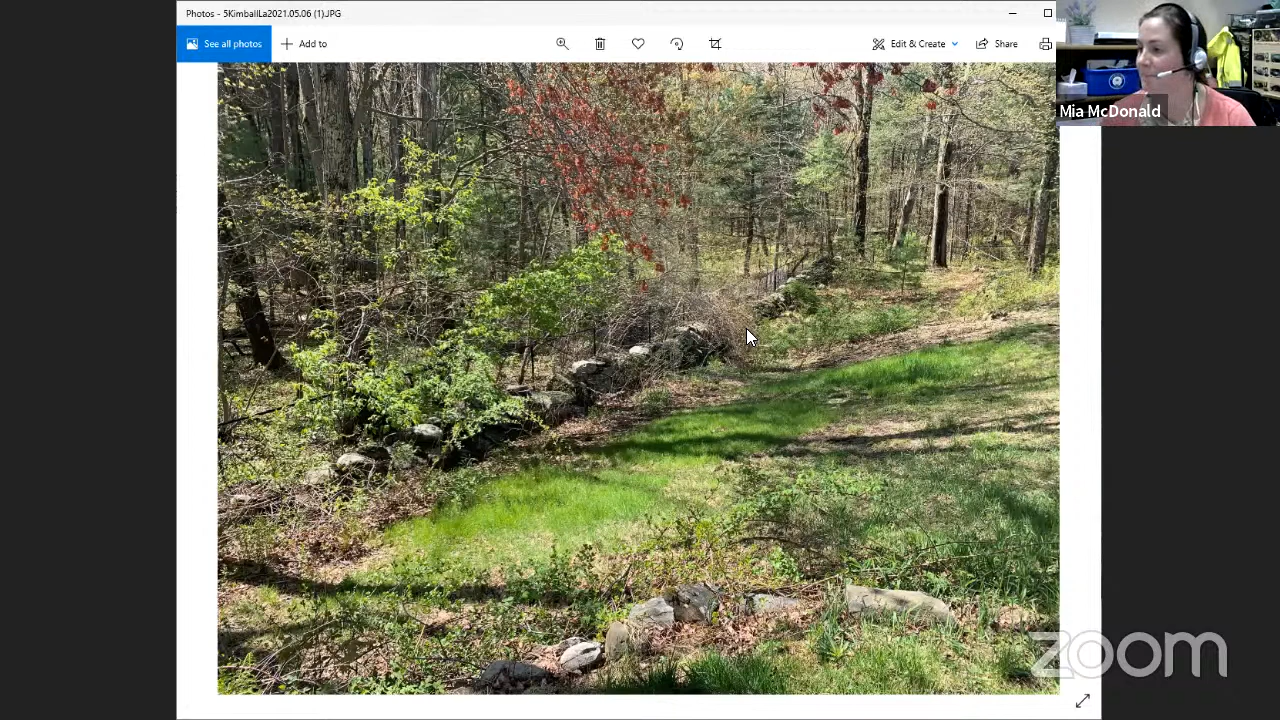 Photos - 5KimballLa2021.05.06 (1).JPG
See all photos
Add to
Edit & Create
Share
Mia McDonald
zoom